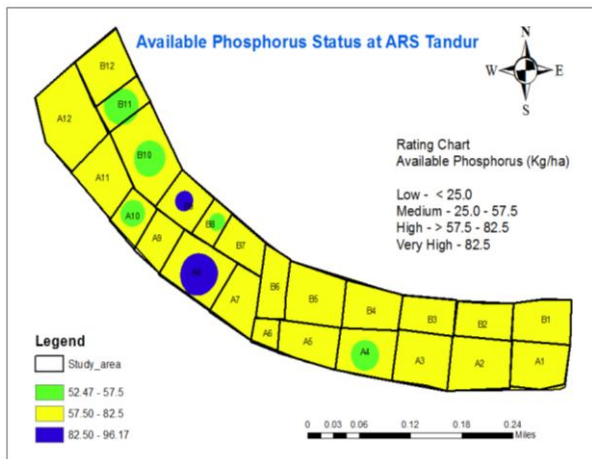 Available Phosphorus Status at ARS Tandur
N
W E
S
B12
B11
A12
B10
A11
A10
B8
A9
B7
A7
B6
B5
B4
B3
B2
B1
A6
A5
A4
A3
A2
A1
Rating Chart
Available Phosphorus (Kg/ha)
Low - < 25.0
Medium - 25.0 - 57.5
High - > 57.5 - 82.5
Very High - 82.5
Legend
Study_area
52.47 - 57.5
57.50 - 82.5
82.50 - 96.17
0 0.03 0.06 0.12 0.18 0.24
Miles